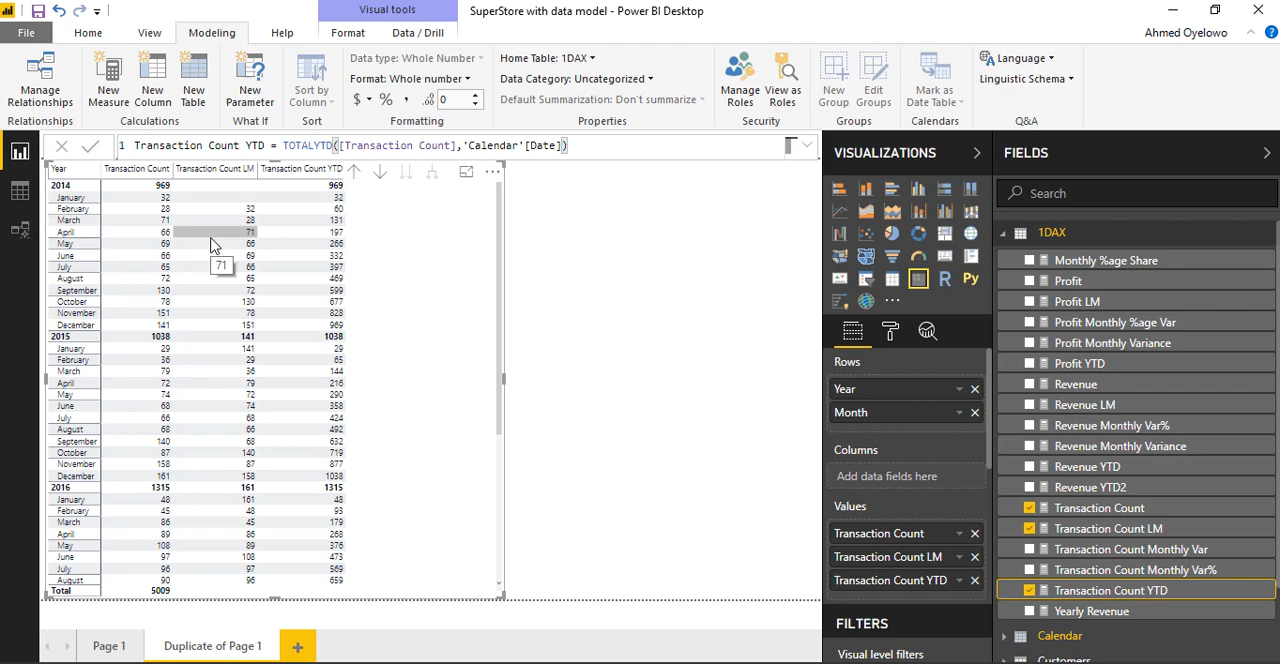 Visual tools
SuperStore with data model - Power BI Desktop
File Home View Modeling Help Format Data / Drill
Ahmed Oyelowo
Manage Relationships
New Measure
New Column
New Table
New Parameter
Sort by Column
Data type: Whole Number
Format: Whole number
$ % , .00 0
Home Table: 1DAX
Data Category: Uncategorized
Default Summarization: Don't summarize
Manage Roles
View as Roles
New Group
Edit Groups
Mark as Date Table
Language
Linguistic Schema
Relationships Calculations What If Sort Formatting Properties Security Groups Calendars Q&A
1 Transaction Count YTD = TOTALYTD([Transaction Count],'Calendar'[Date])
Year Transaction Count Transaction Count LM Transaction Count YTD
2014 969 969
January 32 32
February 28 32 60
March 71 28 131
April 66 71 197
May 69 66 266
June 66 69 332
July 65 66 397
August 72 65 469
September 130 72 599
October 78 130 677
November 151 78 828
December 141 151 969
2015 1038 141 1038
January 29 141 29
February 36 29 65
March 79 36 144
April 72 79 216
May 74 72 290
June 68 74 358
July 66 68 424
August 68 66 492
September 140 68 632
October 87 140 719
November 158 87 877
December 161 158 1038
2016 1315 161 1315
January 48 161 48
February 45 48 93
March 86 45 179
April 89 86 268
May 108 89 376
June 97 108 473
July 96 97 569
August 90 96 659
Total 5009
71
VISUALIZATIONS
R Py
Rows
Year
Month
Columns
Add data fields here
Values
Transaction Count
Transaction Count LM
Transaction Count YTD
FILTERS
Visual level filters
FIELDS
Search
1DAX
Monthly %age Share
Profit
Profit LM
Profit Monthly %age Var
Profit Monthly Variance
Profit YTD
Revenue
Revenue LM
Revenue Monthly Var%
Revenue Monthly Variance
Revenue YTD
Revenue YTD2
Transaction Count
Transaction Count LM
Transaction Count Monthly Var
Transaction Count Monthly Var%
Transaction Count YTD
Yearly Revenue
Calendar
Customers
Page 1 Duplicate of Page 1 +